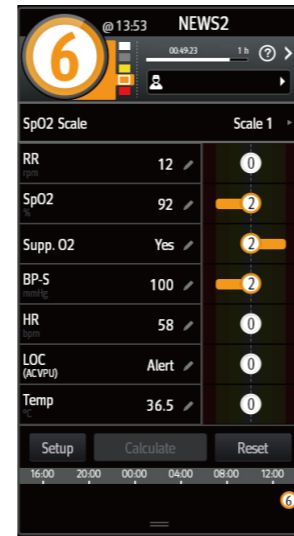 @ 13:53 NEWS2
6
00:49:23 1 h ?
SpO2 Scale Scale 1
RR 12 0
rpm
SpO2 92 2
%
Supp. O2 Yes 2
BP-S 100 2
mmHg
HR 58 0
bpm
LOC Alert 0
(ACVPU)
Temp 36.5 0
°C
Setup Calculate Reset
16:00 20:00 00:00 04:00 08:00 12:00
6